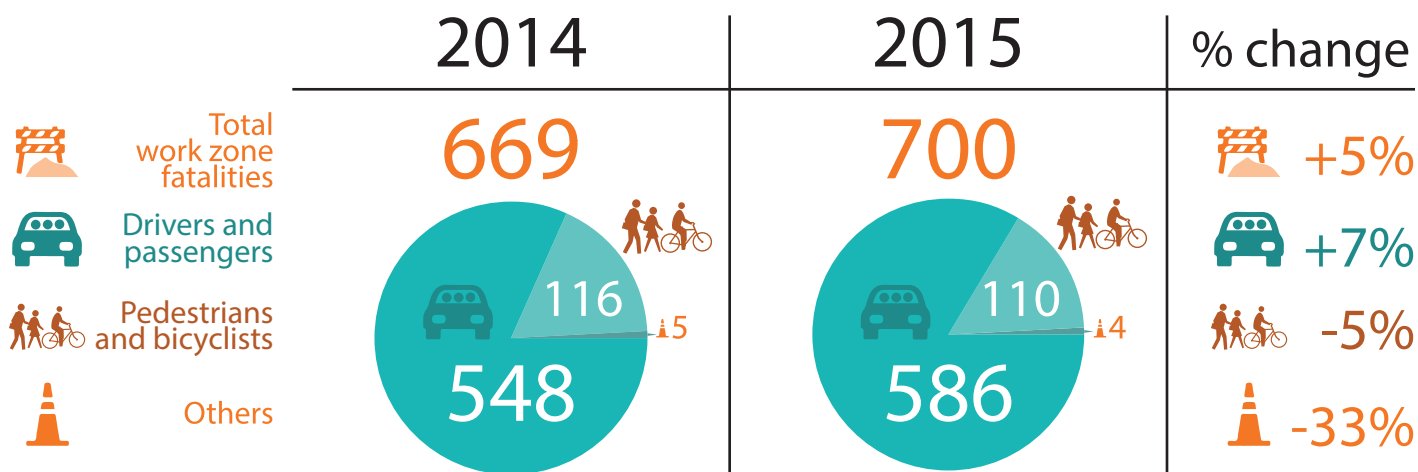 2014 2015 % change
Total
work zone
fatalities
669 700 +5%
Drivers and
passengers
+7%
116 110
Pedestrians
and bicyclists
5 4 -5%
548 586
Others
-33%